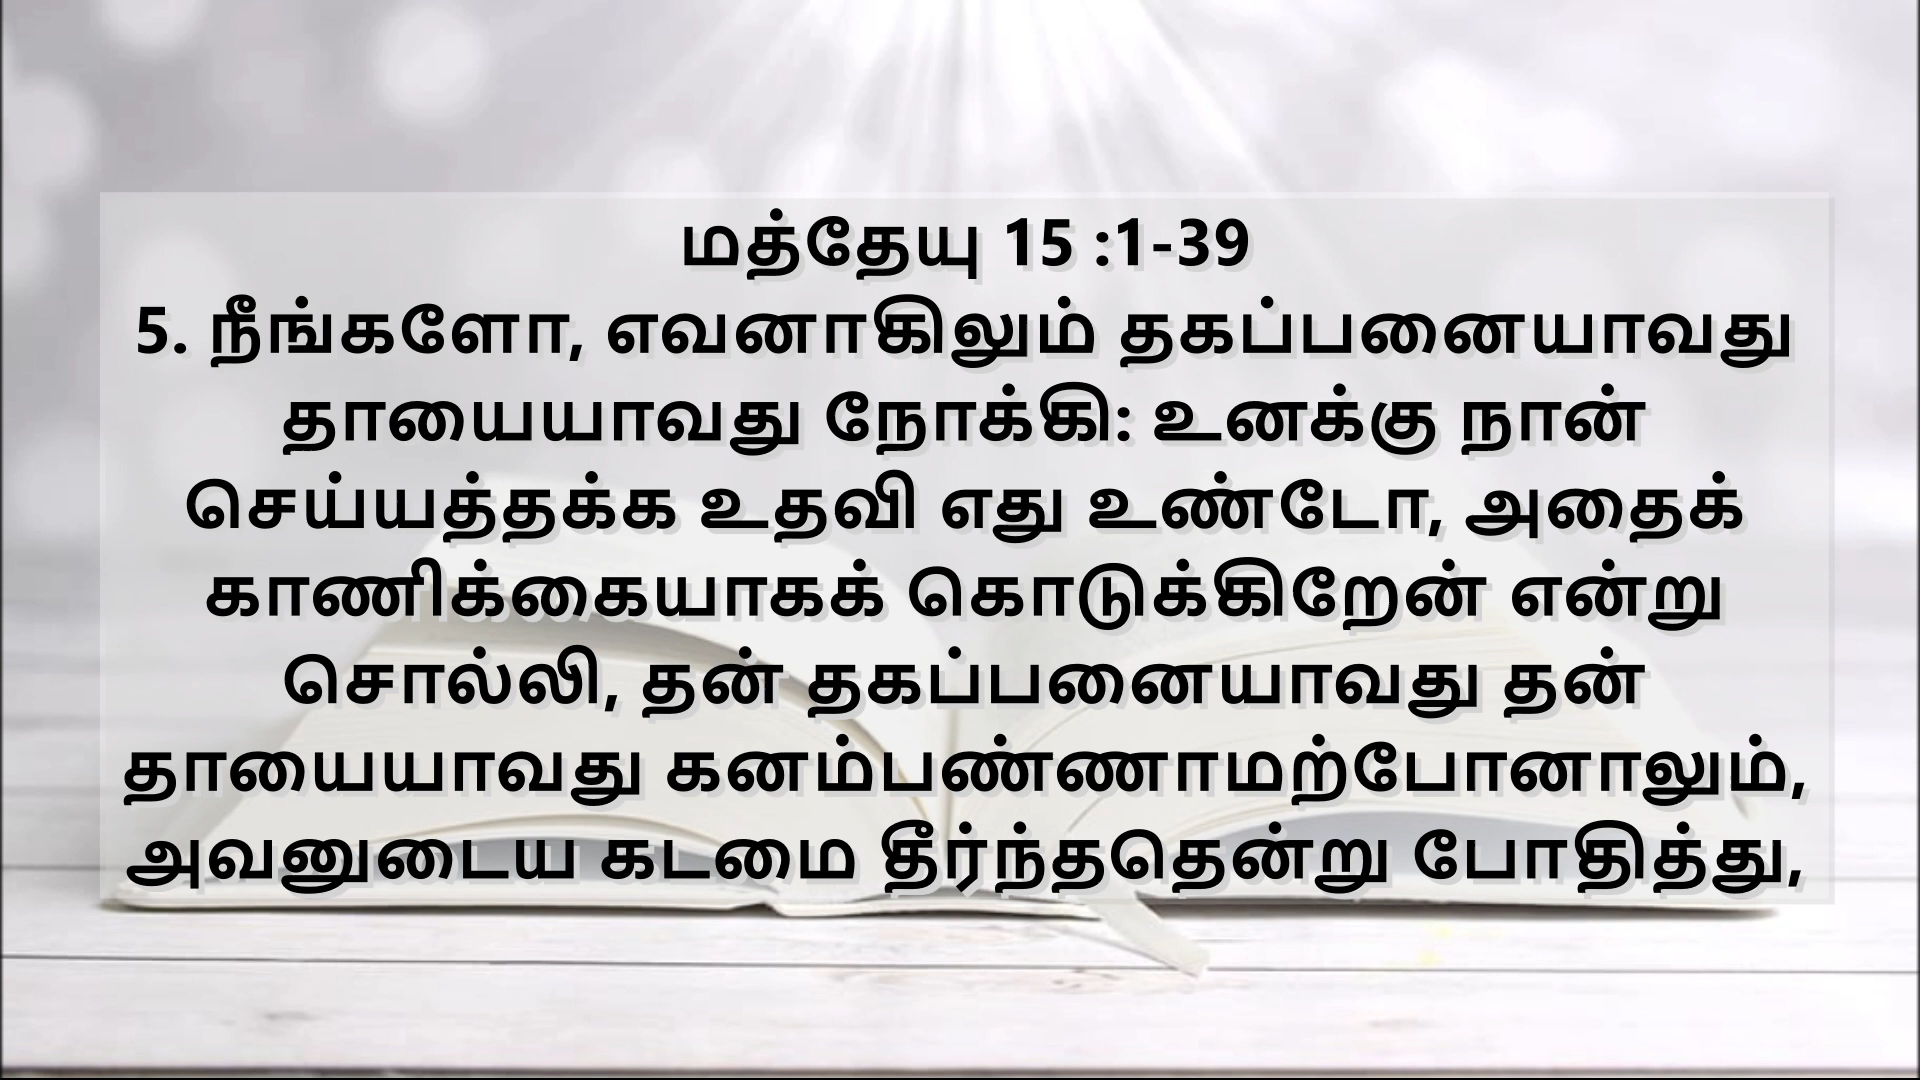 மத்தேயு 15 :1-39
5. நீங்களோ, எவனாகிலும் தகப்பனையாவது
தாயையாவது நோக்கி: உனக்கு நான்
செய்யத்தக்க உதவி எது உண்டோ, அதைக்
காணிக்கையாகக் கொடுக்கிறேன் என்று
சொல்லி, தன் தகப்பனையாவது தன்
தாயையாவது கனம்பண்ணாமற்போனாலும்,
அவனுடைய கடமை தீர்ந்ததென்று போதித்து,